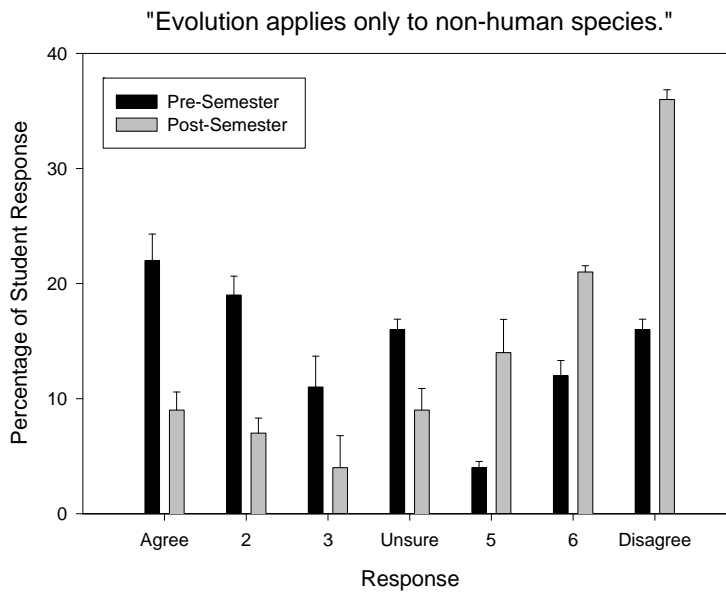 "Evolution applies only to non-human species."
40
Pre-Semester
Post-Semester
30
20
10
0
Percentage of Student Response
Agree 2 3 Unsure 5 6 Disagree
Response